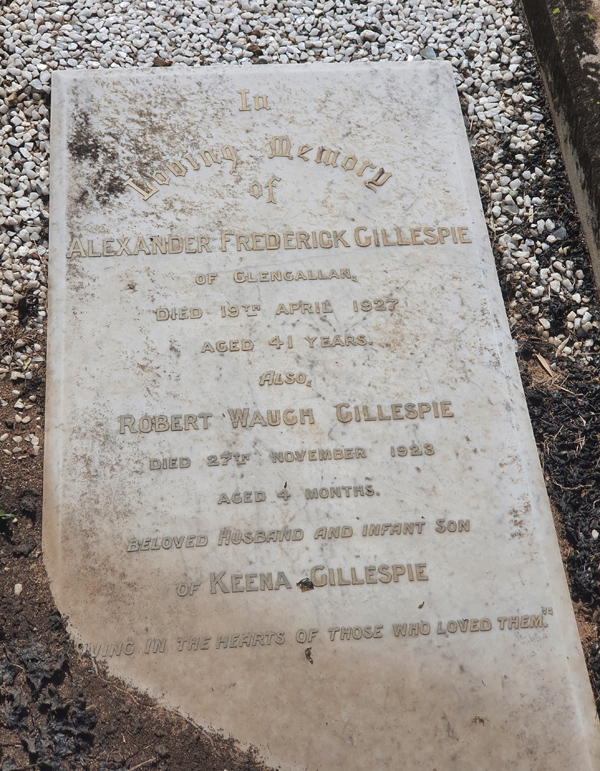 In
Loving Memory
of
ALEXANDER FREDERICK GILLESPIE
OF GLENGALLAN,
DIED 19TH APRIL 1927
AGED 41 YEARS.
ALSO,
ROBERT WAUGH GILLESPIE
DIED 27TH NOVEMBER 1923
AGED 4 MONTHS.
BELOVED HUSBAND AND INFANT SON
OF KEENA GILLESPIE
IN THE HEARTS OF THOSE WHO LOVED THEM."